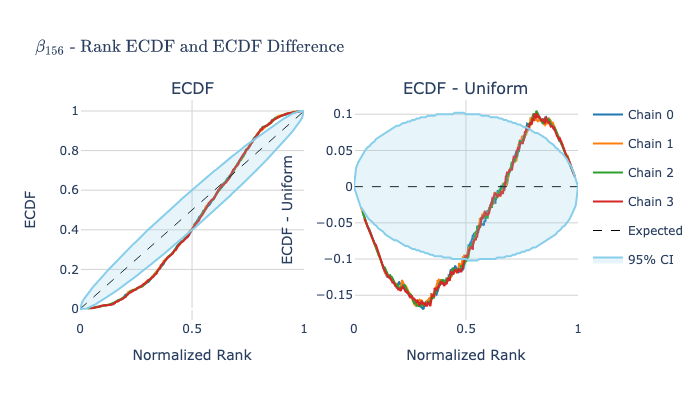 β₁₅₆ - Rank ECDF and ECDF Difference
ECDF
ECDF
1
0.8
0.6
0.4
0.2
0
0
0.5
1
Normalized Rank
ECDF - Uniform
ECDF - Uniform
0.1
0.05
0
−0.05
−0.1
−0.15
0
0.5
1
Normalized Rank
Chain 0
Chain 1
Chain 2
Chain 3
Expected
95% CI